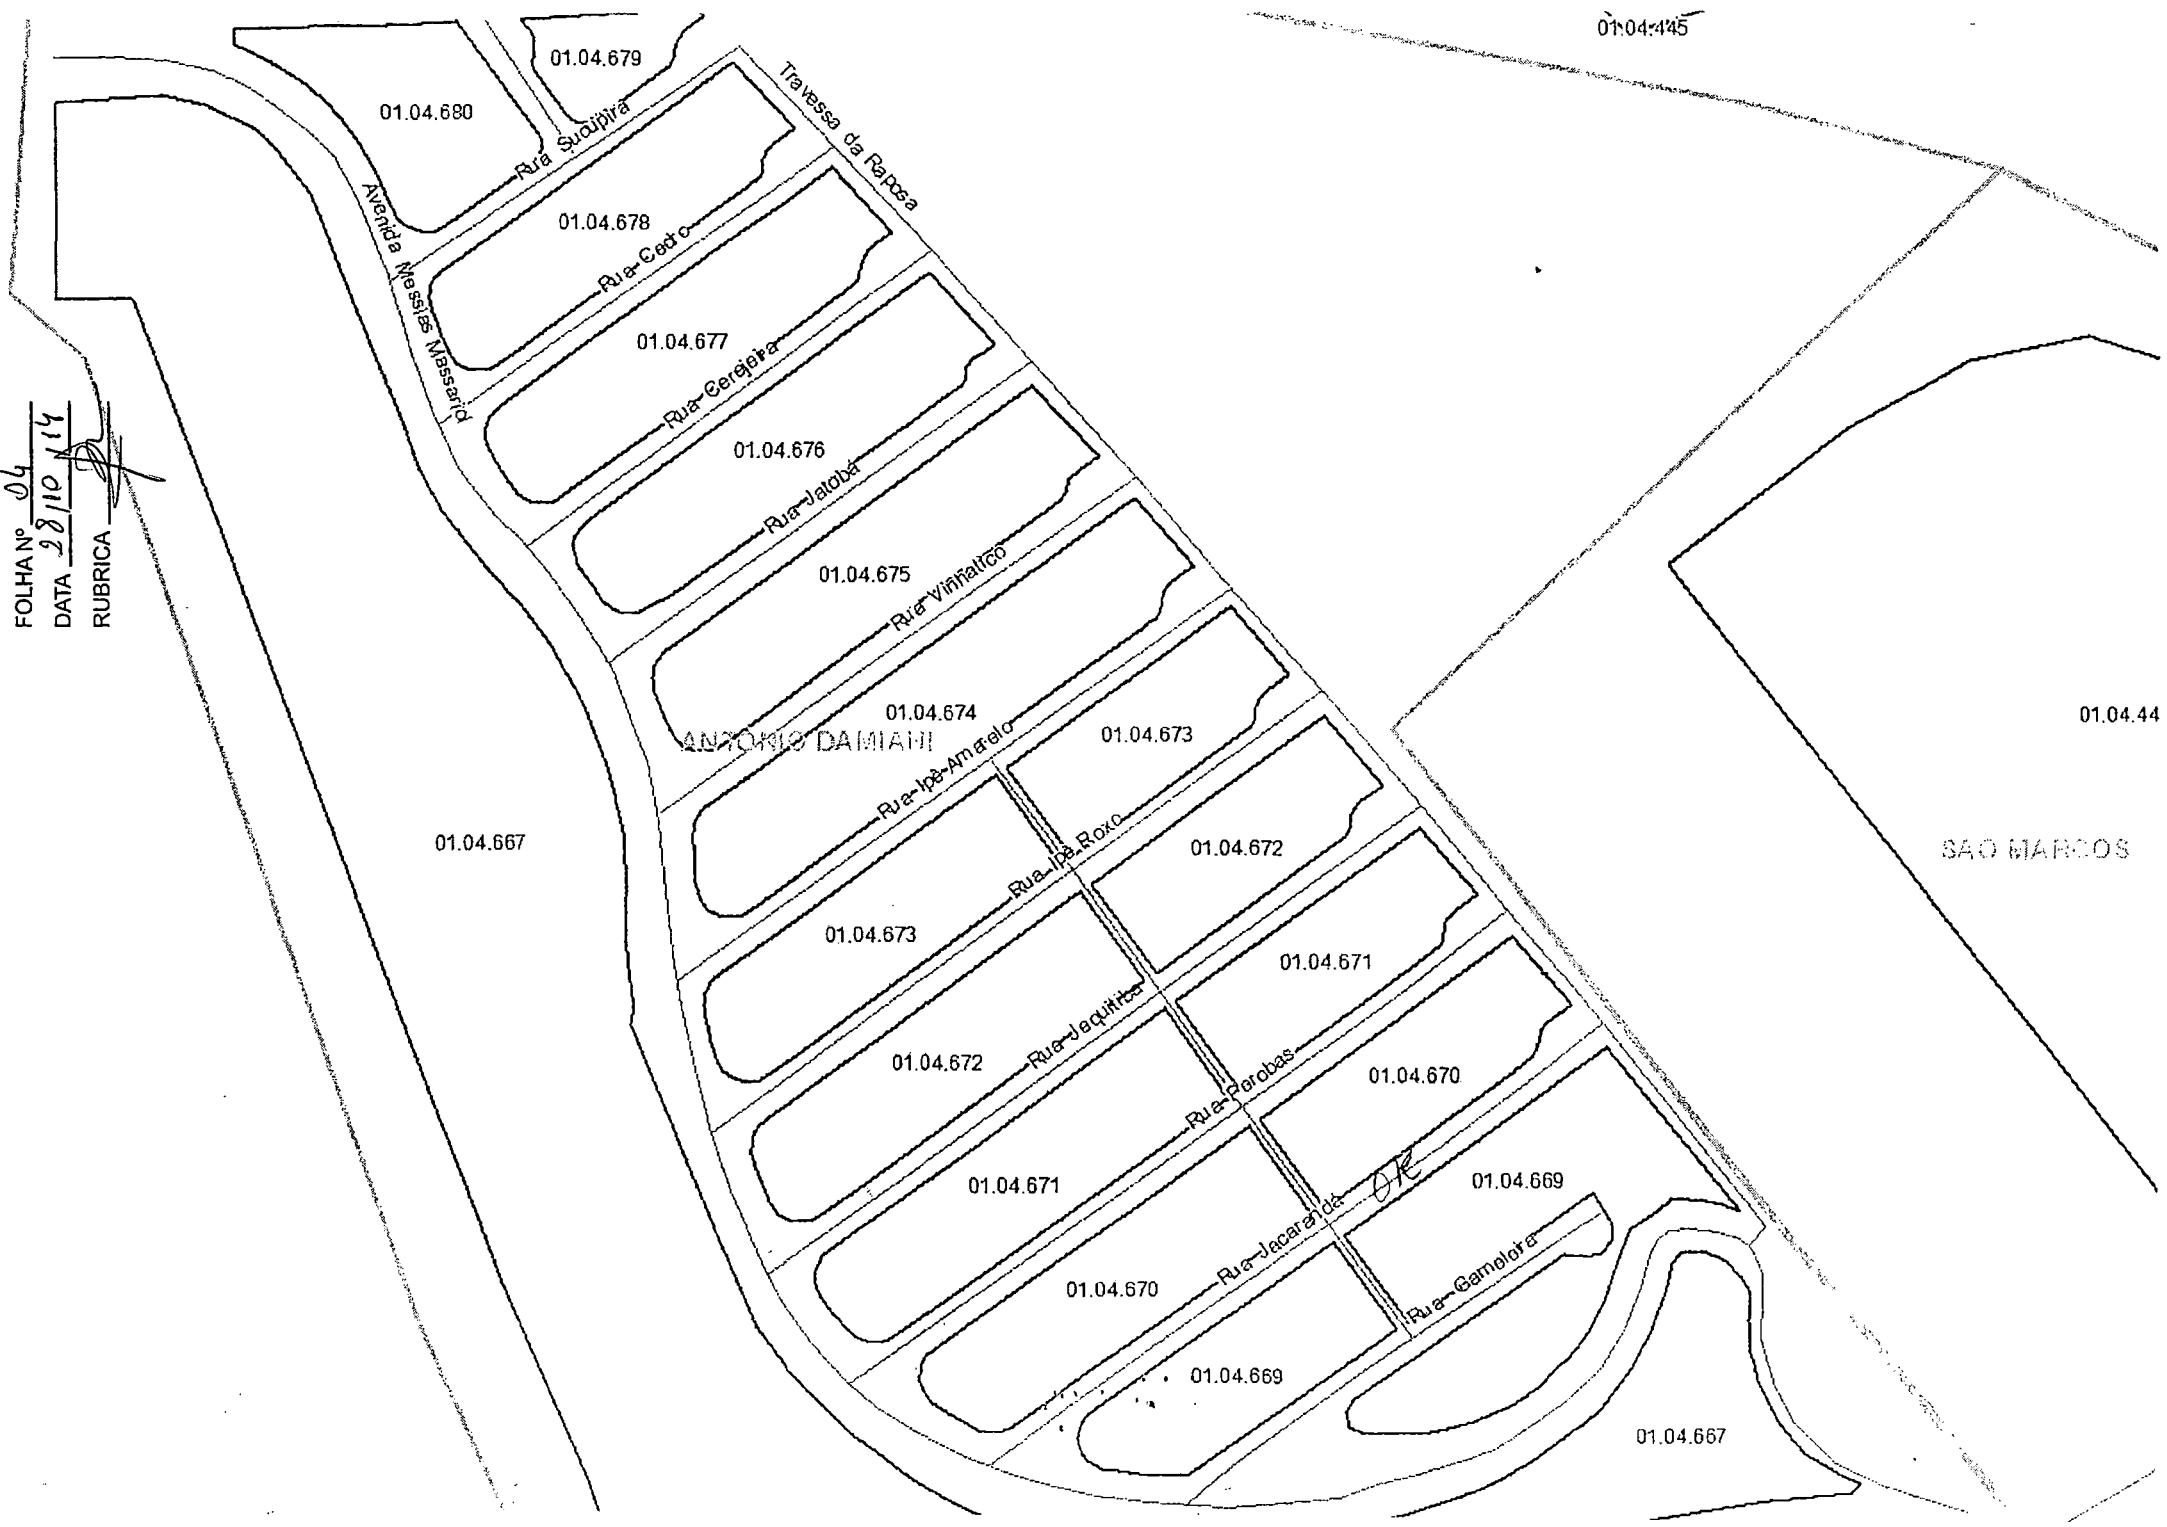 01.04.445
01.04.679
01.04.680
Rua Sucupira
Travessa da Raposa
Avenida Messias Massarid
01.04.678
Rua Cedro
01.04.677
Rua Cerejeira
01.04.676
Rua Jatobá
01.04.675
Rua Vinhatico
FOLHA Nº 04
DATA 28/10/14
RUBRICA
01.04.674
ANTONIO DAMIANI
Rua Ipê Amarelo
01.04.673
01.04.44
01.04.667
Rua Ipê Roxo
01.04.672
SAO MARCOS
01.04.673
01.04.671
Rua Jequitiba
01.04.672
Rua Perobas
01.04.670
01.04.671
OK
01.04.669
Rua Jacarandá
01.04.670
Rua Gameleira
01.04.669
01.04.667